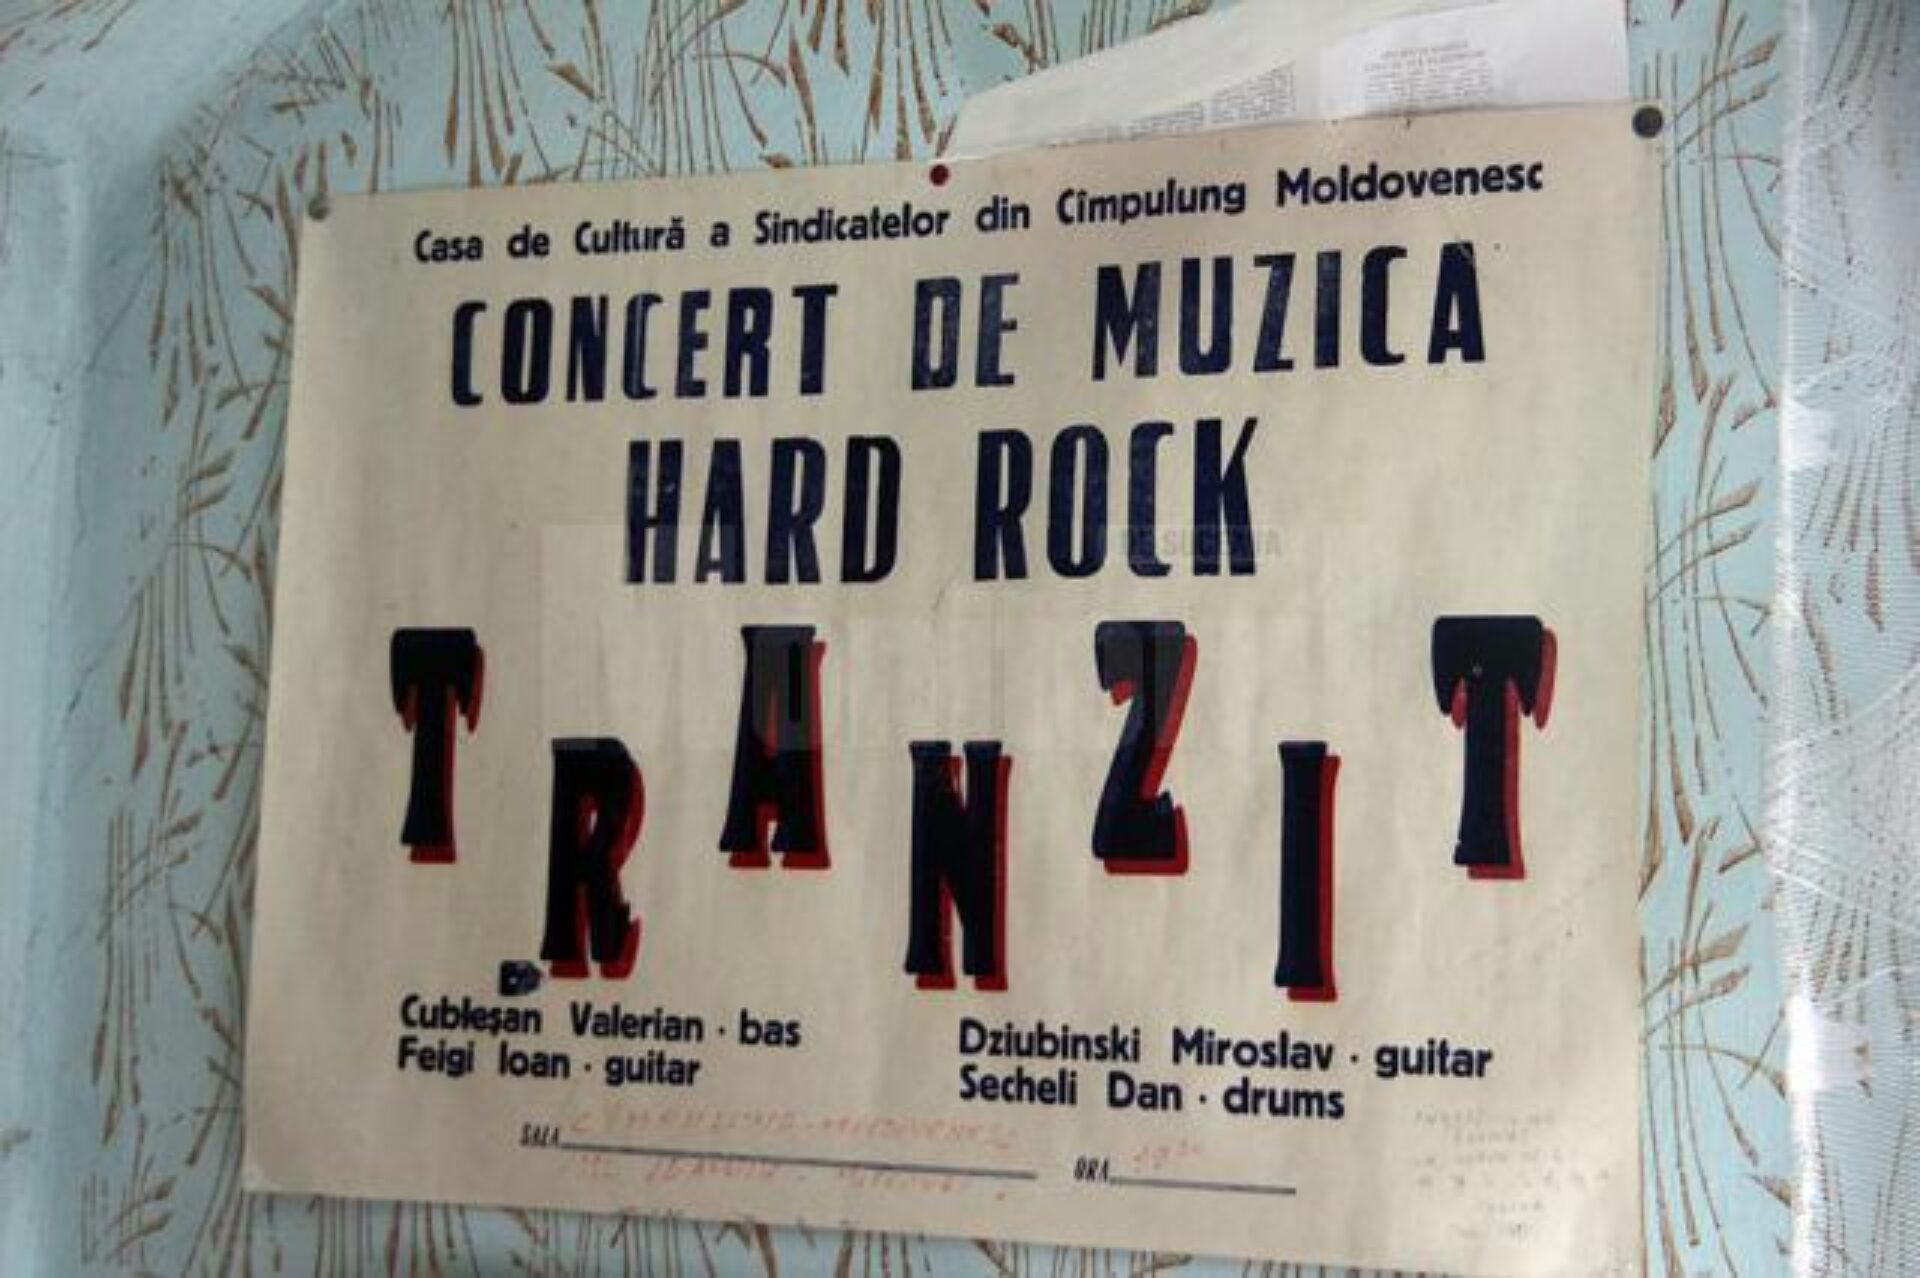 Casa de Cultură a Sindicatelor din Cîmpulung Moldovenesc
CONCERT DE MUZICA
HARD ROCK
TRANZIT
Cubleşan Valerian · bas
Feigi Ioan · guitar
Dziubinski Miroslav · guitar
Secheli Dan · drums
SALA
ORA